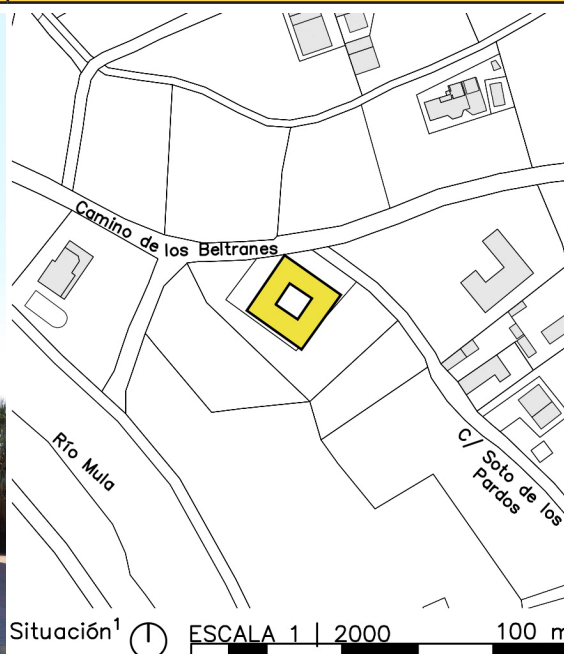 Camino de los Beltranes
Río Mula
C/ Soto de los
Pardos
Situación¹
ESCALA 1 | 2000
100 m